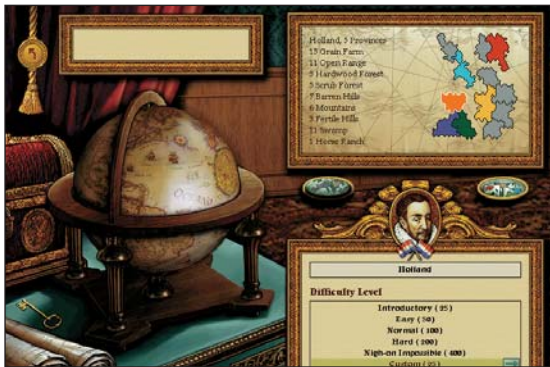 Holland, 5 Provinces
15 Grain Farm
11 Open Range
5 Hardwood Forest
5 Scrub Forest
7 Barren Hills
6 Mountains
3 Fertile Hills
11 Swamp
1 Horse Ranch
Holland
Difficulty Level
Introductory (25)
Easy (50)
Normal (100)
Hard (200)
Nigh-on Impossible (400)
Custom (25)